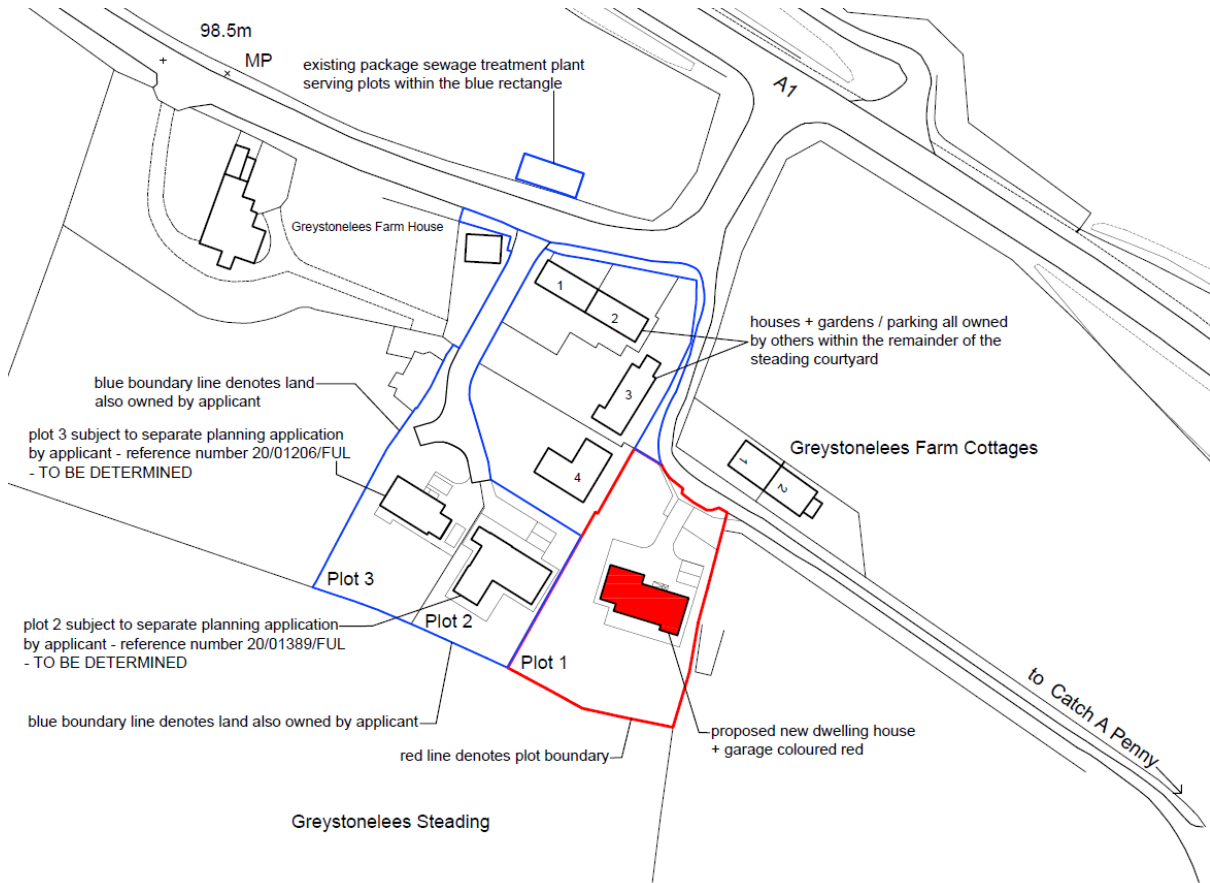 98.5m
MP
existing package sewage treatment plant
serving plots within the blue rectangle
A1
Greystonelees Farm House
1
2
3
4
houses + gardens / parking all owned
by others within the remainder of the
steading courtyard
blue boundary line denotes land
also owned by applicant
plot 3 subject to separate planning application
by applicant - reference number 20/01206/FUL
- TO BE DETERMINED
Greystonelees Farm Cottages
1
2
Plot 3
Plot 2
Plot 1
plot 2 subject to separate planning application
by applicant - reference number 20/01389/FUL
- TO BE DETERMINED
blue boundary line denotes land also owned by applicant
red line denotes plot boundary
proposed new dwelling house
+ garage coloured red
to Catch A Penny
Greystonelees Steading